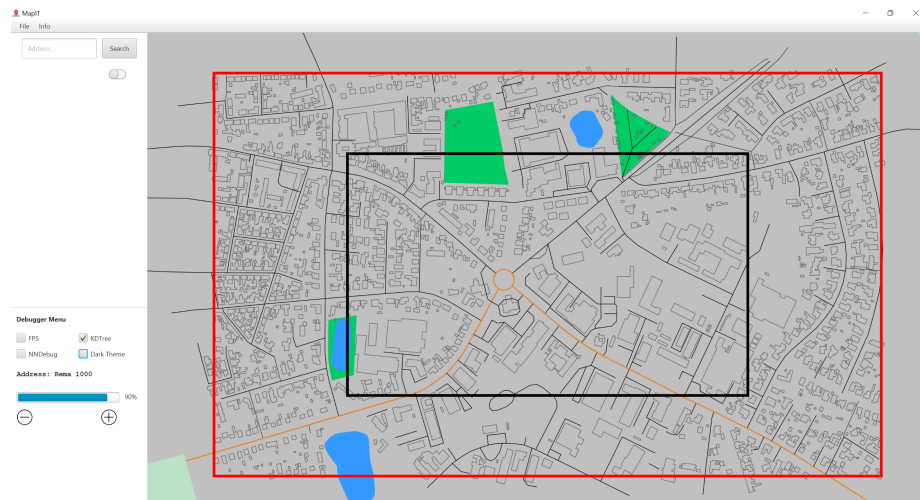 MapIT
File Info
Address Search
Debugger Menu
FPS KDTree
NNDebug Dark Theme
Address: Rema 1000
90%